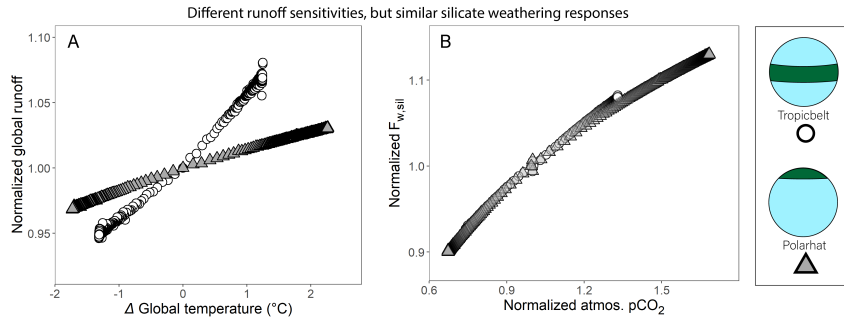 Different runoff sensitivities, but similar silicate weathering responses
A
1.10
1.05
1.00
0.95
Normalized global runoff
-2
-1
0
1
2
Δ Global temperature (°C)
B
1.1
1.0
0.9
Normalized Fw,sil
0.6
0.9
1.2
1.5
Normalized atmos. pCO2
Tropicbelt
Polarhat